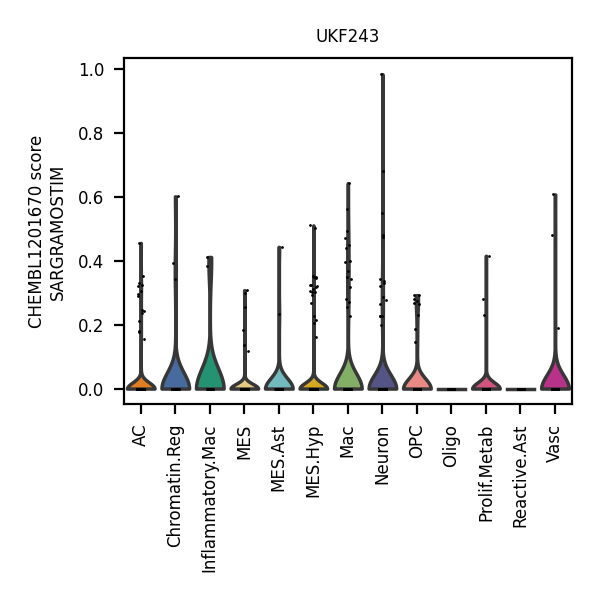 UKF243
CHEMBL1201670 score
SARGRAMOSTIM
1.0
0.8
0.6
0.4
0.2
0.0
AC
Chromatin.Reg
Inflammatory.Mac
MES
MES.Ast
MES.Hyp
Mac
Neuron
OPC
Oligo
Prolif.Metab
Reactive.Ast
Vasc